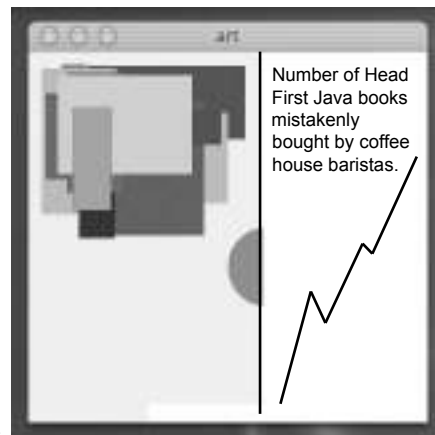 art
Number of Head
First Java books
mistakenly
bought by coffee
house baristas.